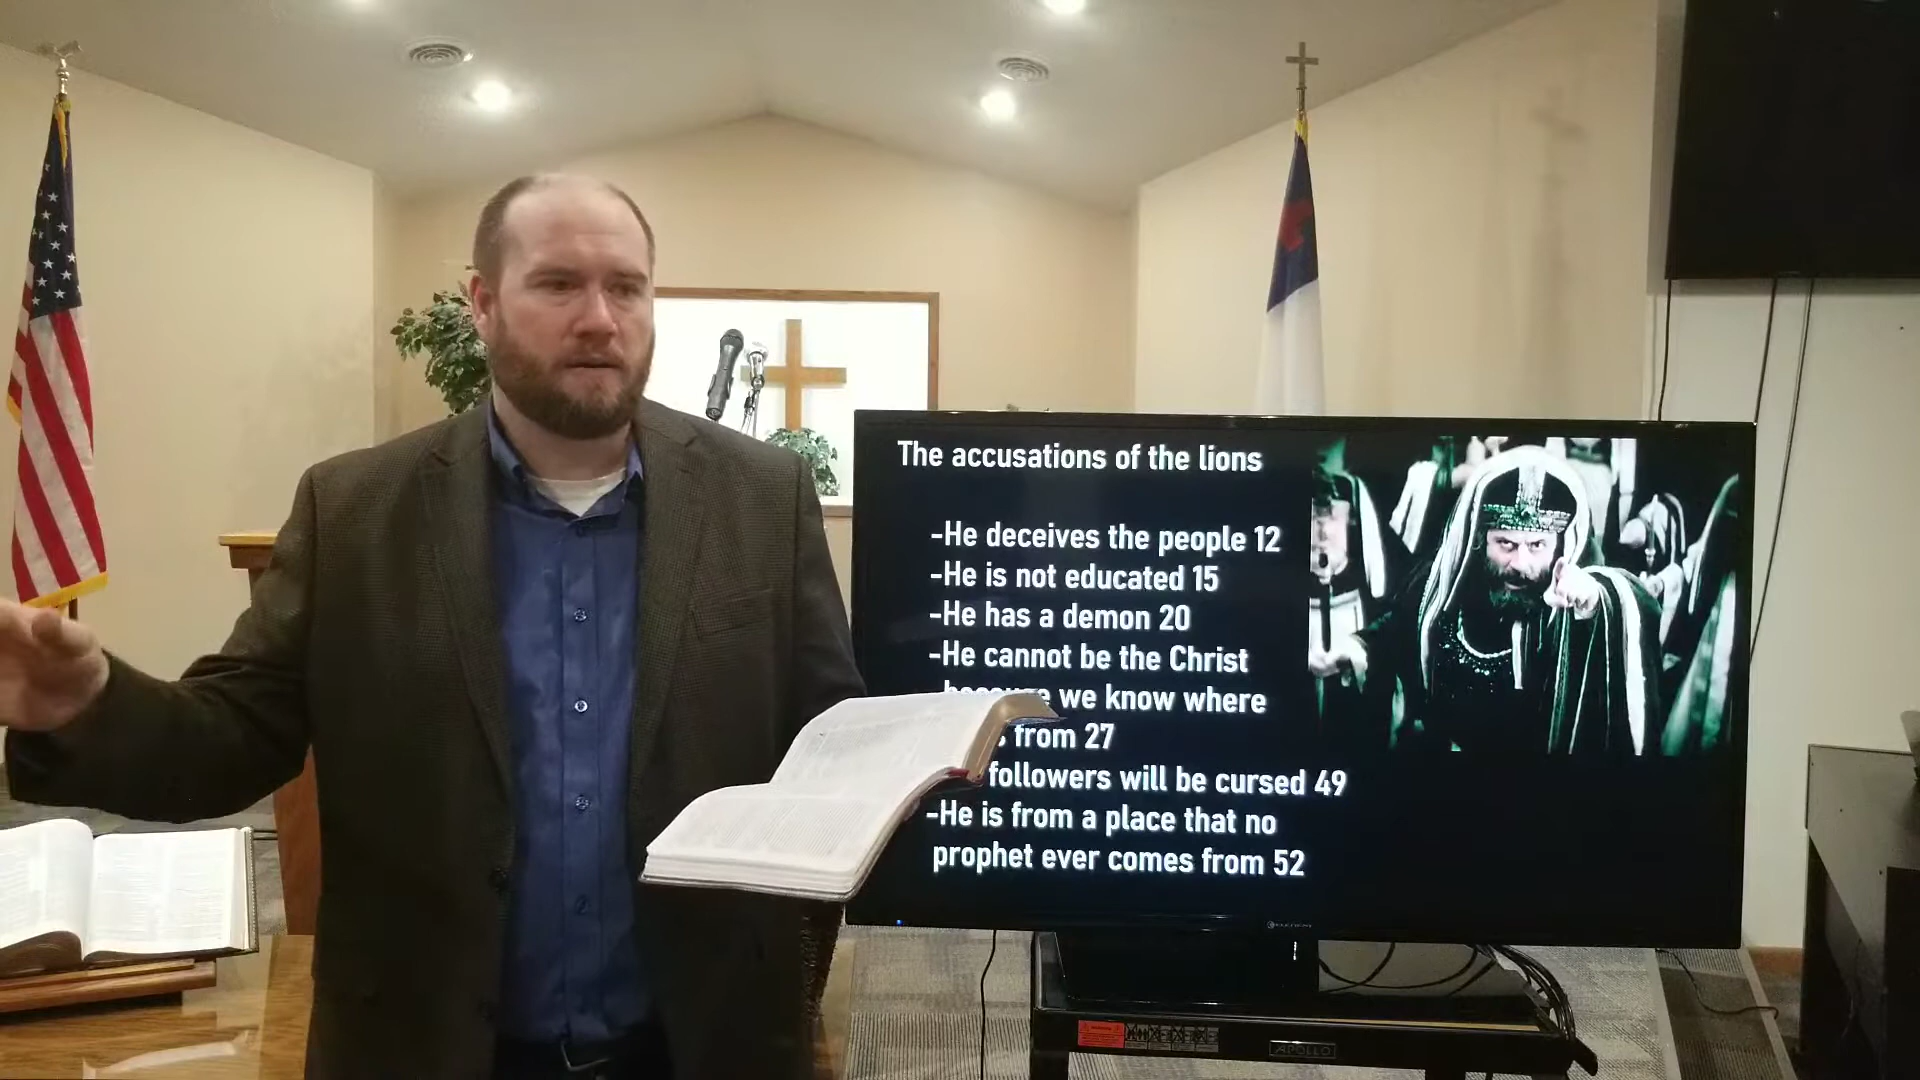 The accusations of the lions
-He deceives the people 12
-He is not educated 15
-He has a demon 20
-He cannot be the Christ
we know where
from 27
followers will be cursed 49
-He is from a place that no
prophet ever comes from 52
APOLLO